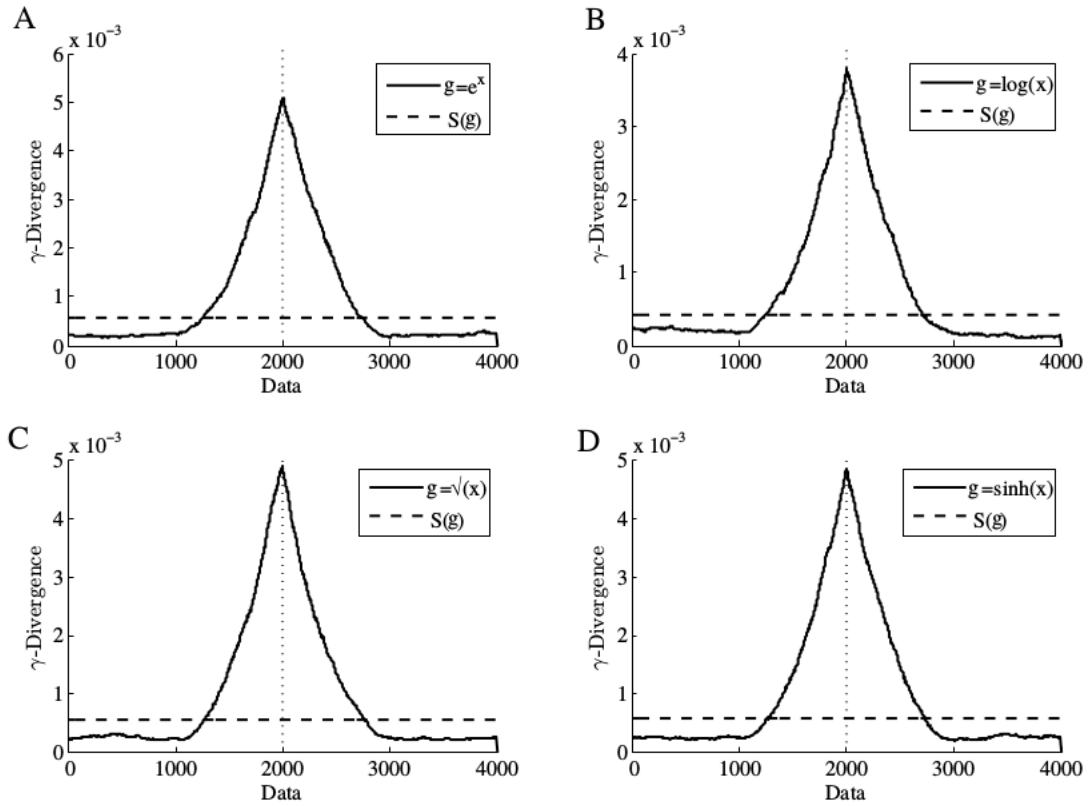 A
x 10⁻³
6
5
4
3
2
1
0
γ-Divergence
g=eˣ
S(g)
0 1000 2000 3000 4000
Data
B
x 10⁻³
4
3
2
1
0
γ-Divergence
g=log(x)
S(g)
0 1000 2000 3000 4000
Data
C
x 10⁻³
5
4
3
2
1
0
γ-Divergence
g=√(x)
S(g)
0 1000 2000 3000 4000
Data
D
x 10⁻³
5
4
3
2
1
0
γ-Divergence
g=sinh(x)
S(g)
0 1000 2000 3000 4000
Data